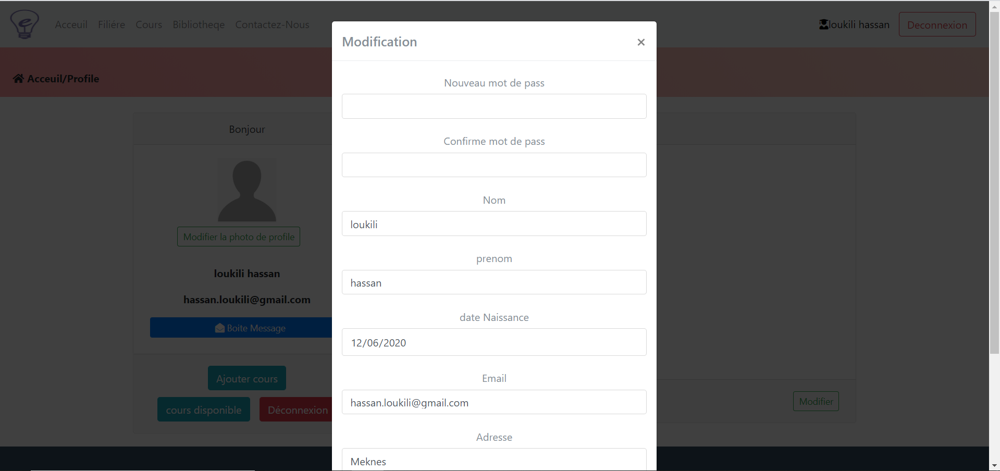 Acceuil Filiére Cours Bibliotheqe Contactez-Nous
loukili hassan Deconnexion
Acceuil/Profile
Bonjour
Modifier la photo de profile
loukili hassan
hassan.loukili@gmail.com
Boite Message
Ajouter cours
cours disponible Déconnexion
Modification ×
Nouveau mot de pass
Confirme mot de pass
Nom
loukili
prenom
hassan
date Naissance
12/06/2020
Email
hassan.loukili@gmail.com
Adresse
Meknes
Modifier